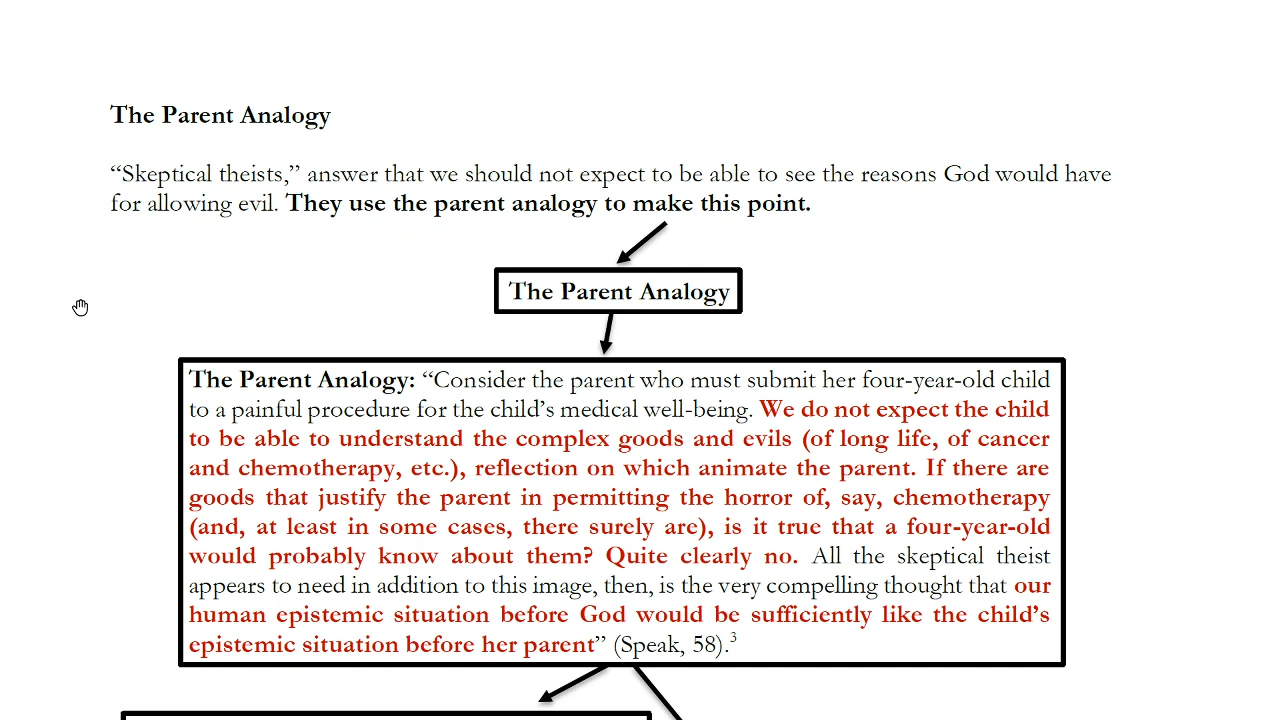 The Parent Analogy
“Skeptical theists,” answer that we should not expect to be able to see the reasons God would have
for allowing evil. They use the parent analogy to make this point.
The Parent Analogy
The Parent Analogy: “Consider the parent who must submit her four-year-old child
to a painful procedure for the child’s medical well-being. We do not expect the child
to be able to understand the complex goods and evils (of long life, of cancer
and chemotherapy, etc.), reflection on which animate the parent. If there are
goods that justify the parent in permitting the horror of, say, chemotherapy
(and, at least in some cases, there surely are), is it true that a four-year-old
would probably know about them? Quite clearly no. All the skeptical theist
appears to need in addition to this image, then, is the very compelling thought that our
human epistemic situation before God would be sufficiently like the child’s
epistemic situation before her parent” (Speak, 58).3